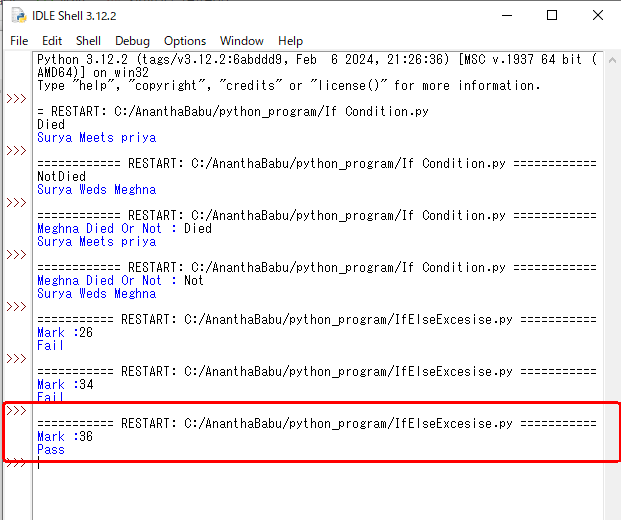 IDLE Shell 3.12.2
File Edit Shell Debug Options Window Help
Python 3.12.2 (tags/v3.12.2:6abddd9, Feb  6 2024, 21:26:36) [MSC v.1937 64 bit (
AMD64)] on win32
Type "help", "copyright", "credits" or "license()" for more information.
>>>
= RESTART: C:/AnanthaBabu/python_program/If Condition.py
Died
Surya Meets priya
>>>
============ RESTART: C:/AnanthaBabu/python_program/If Condition.py ============
NotDied
Surya Weds Meghna
>>>
============ RESTART: C:/AnanthaBabu/python_program/If Condition.py ============
Meghna Died Or Not : Died
Surya Meets priya
>>>
============ RESTART: C:/AnanthaBabu/python_program/If Condition.py ============
Meghna Died Or Not : Not
Surya Weds Meghna
>>>
=========== RESTART: C:/AnanthaBabu/python_program/IfElseExcesise.py ===========
Mark :26
Fail
>>>
=========== RESTART: C:/AnanthaBabu/python_program/IfElseExcesise.py ===========
Mark :34
Fail
>>>
=========== RESTART: C:/AnanthaBabu/python_program/IfElseExcesise.py ===========
Mark :36
Pass
>>>